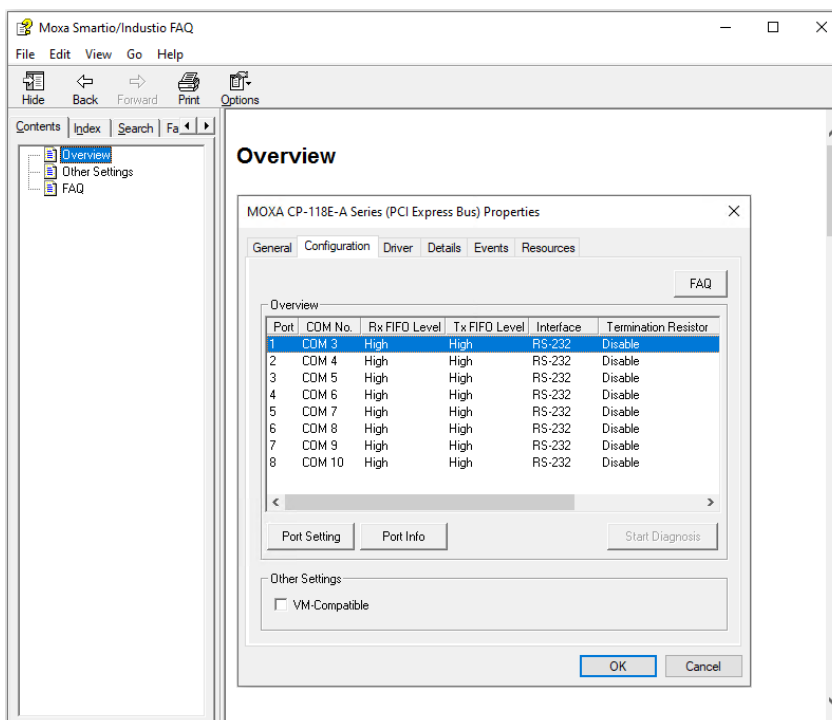 Moxa Smartio/Industio FAQ
File Edit View Go Help
Hide Back Forward Print Options
Contents Index Search Fa
Overview
Other Settings
FAQ
Overview
MOXA CP-118E-A Series (PCI Express Bus) Properties
General Configuration Driver Details Events Resources
FAQ
Overview
Port COM No. Rx FIFO Level Tx FIFO Level Interface Termination Resistor
1 COM 3 High High RS-232 Disable
2 COM 4 High High RS-232 Disable
3 COM 5 High High RS-232 Disable
4 COM 6 High High RS-232 Disable
5 COM 7 High High RS-232 Disable
6 COM 8 High High RS-232 Disable
7 COM 9 High High RS-232 Disable
8 COM 10 High High RS-232 Disable
Port Setting Port Info Start Diagnosis
Other Settings
VM-Compatible
OK Cancel